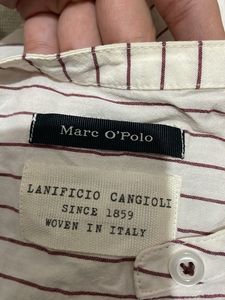 Marc O'Polo
LANIFICIO CANGIOLI
SINCE 1859
WOVEN IN ITALY